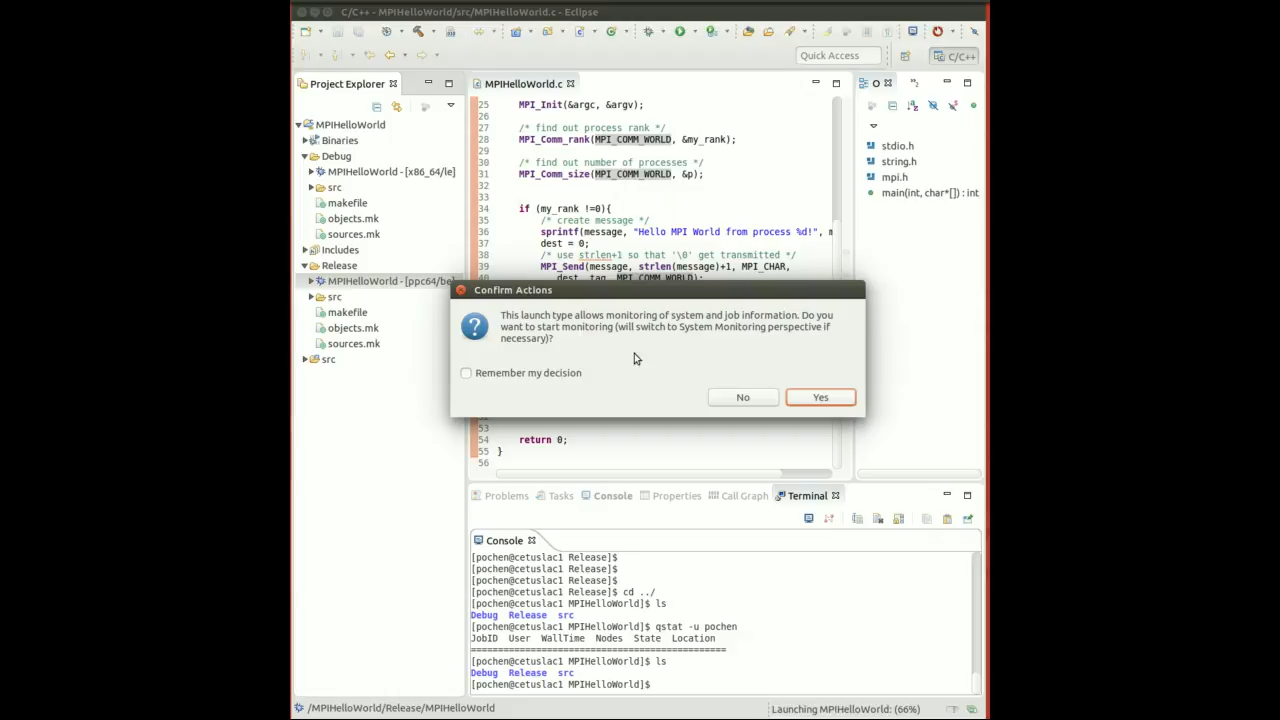 C/C++ - MPIHelloWorld/src/MPIHelloWorld.c - Eclipse
Quick Access
C/C++
Project Explorer
MPIHelloWorld
Binaries
Debug
MPIHelloWorld - [x86_64/le]
src
makefile
objects.mk
sources.mk
Includes
Release
MPIHelloWorld - [ppc64/be]
src
makefile
objects.mk
sources.mk
src
MPIHelloWorld.c
25 MPI_Init(&argc, &argv);
26
27 /* find out process rank */
28 MPI_Comm_rank(MPI_COMM_WORLD, &my_rank);
29
30 /* find out number of processes */
31 MPI_Comm_size(MPI_COMM_WORLD, &p);
32
33
34 if (my_rank !=0){
35 /* create message */
36 sprintf(message, "Hello MPI World from process %d!", m
37 dest = 0;
38 /* use strlen+1 so that '\0' get transmitted */
39 MPI_Send(message, strlen(message)+1, MPI_CHAR,
40 dest, tag, MPI_COMM_WORLD);
53
54 return 0;
55 }
56
O
stdio.h
string.h
mpi.h
main(int, char*[]) : int
Confirm Actions
This launch type allows monitoring of system and job information. Do you
want to start monitoring (will switch to System Monitoring perspective if
necessary)?
Remember my decision
No
Yes
Problems
Tasks
Console
Properties
Call Graph
Terminal
Console
[pochen@cetuslac1 Release]$
[pochen@cetuslac1 Release]$
[pochen@cetuslac1 Release]$
[pochen@cetuslac1 Release]$ cd ../
[pochen@cetuslac1 MPIHelloWorld]$ ls
Debug Release src
[pochen@cetuslac1 MPIHelloWorld]$ qstat -u pochen
JobID User WallTime Nodes State Location
==============================================
[pochen@cetuslac1 MPIHelloWorld]$ ls
Debug Release src
[pochen@cetuslac1 MPIHelloWorld]$
/MPIHelloWorld/Release/MPIHelloWorld
Launching MPIHelloWorld: (66%)